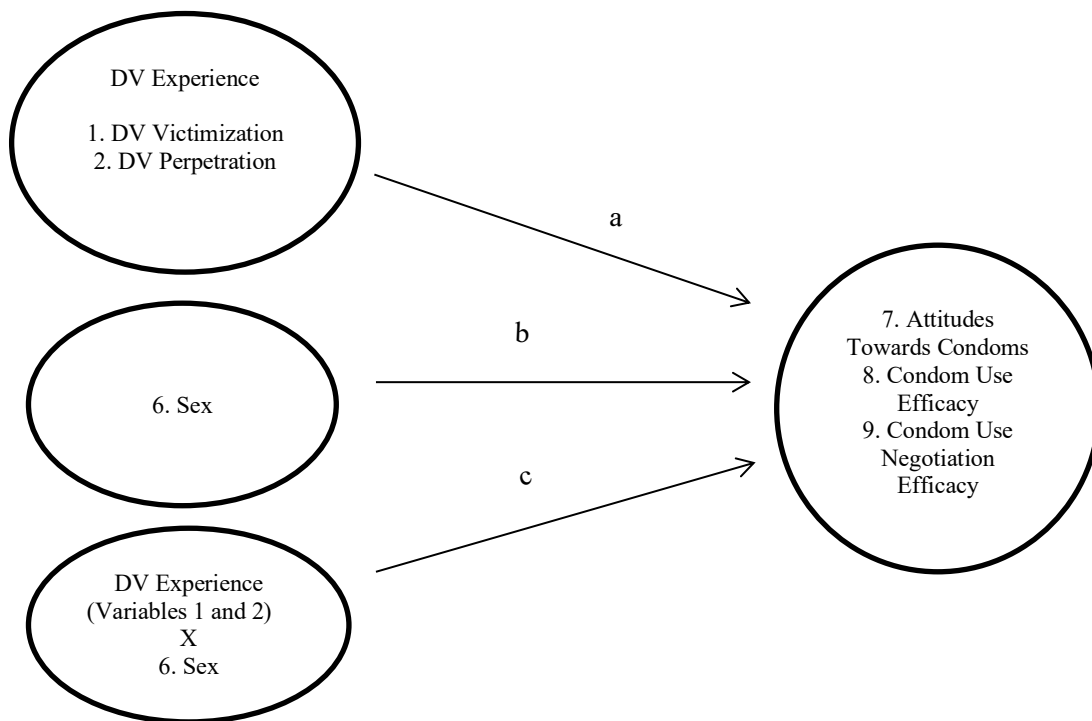 DV Experience
1. DV Victimization
2. DV Perpetration
a
7. Attitudes
Towards Condoms
8. Condom Use
Efficacy
9. Condom Use
Negotiation
Efficacy
b
6. Sex
c
DV Experience
(Variables 1 and 2)
X
6. Sex